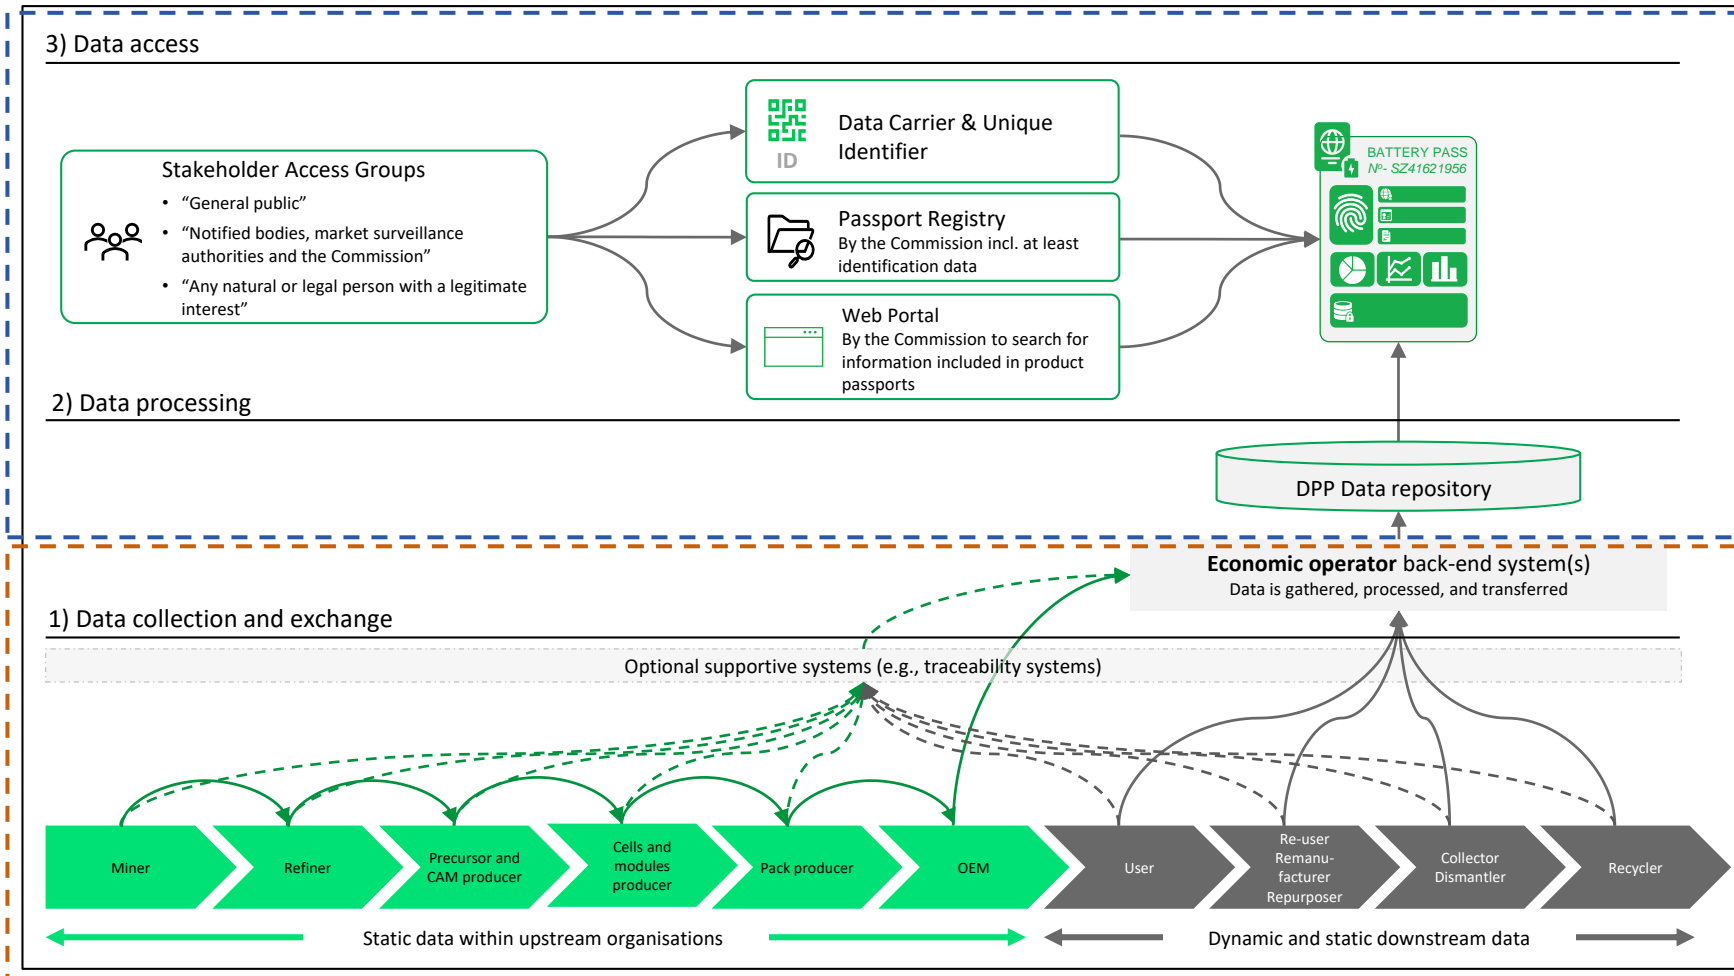 3) Data access
Stakeholder Access Groups
• “General public”
• “Notified bodies, market surveillance
authorities and the Commission”
• “Any natural or legal person with a legitimate
interest”
ID
Data Carrier & Unique
Identifier
Passport Registry
By the Commission incl. at least
identification data
Web Portal
By the Commission to search for
information included in product
passports
BATTERY PASS
Nº- SZ41621956
2) Data processing
DPP Data repository
Economic operator back-end system(s)
Data is gathered, processed, and transferred
1) Data collection and exchange
Optional supportive systems (e.g., traceability systems)
Miner
Refiner
Precursor and
CAM producer
Cells and
modules
producer
Pack producer
OEM
User
Re-user
Remanu-
facturer
Repurposer
Collector
Dismantler
Recycler
Static data within upstream organisations
Dynamic and static downstream data